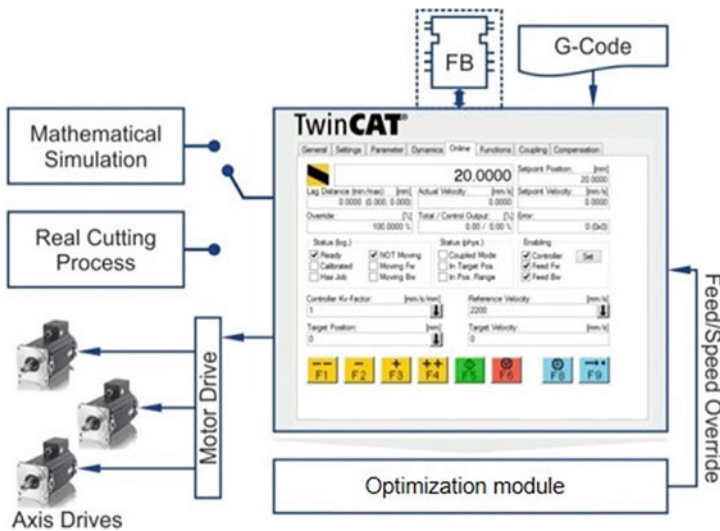 FB
G-Code
Mathematical
Simulation
Real Cutting
Process
TwinCAT®
General Settings Parameter Dynamics Online Functions Coupling Compensation
20.0000
Setpoint Position: [mm]
20.0000
Lag Distance (min/max): [mm] Actual Velocity: [mm/s] Setpoint Velocity: [mm/s]
0.0000 (0.000, 0.000) 0.0000 0.0000
Override: [%] Total / Control Output: [%] Error:
100.0000 % 0.00 / 0.00 % 0 (0x0)
Status (log.) Status (phys.) Enabling
Ready NOT Moving Coupled Mode Controller Set
Calibrated Moving Fw In Target Pos. Feed Fw
Has Job Moving Bw In Pos. Range Feed Bw
Controller Kv-Factor: [mm/s/mm] Reference Velocity: [mm/s]
1 2200
Target Position: [mm] Target Velocity: [mm/s]
0 0
-- - + ++
F1 F2 F3 F4 F5 F6 F8 F9
Motor Drive
Axis Drives
Optimization module
Feed/Speed Override